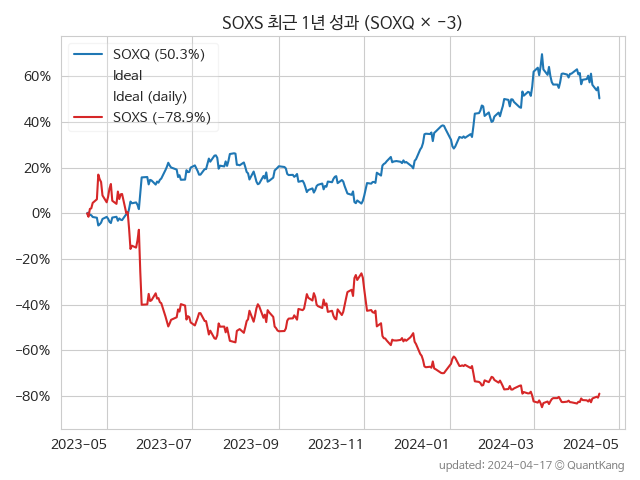 SOXS 최근 1년 성과 (SOXQ × −3)
SOXQ (50.3%)
Ideal
Ideal (daily)
SOXS (−78.9%)
60%
40%
20%
0%
−20%
−40%
−60%
−80%
2023-05 2023-07 2023-09 2023-11 2024-01 2024-03 2024-05
updated: 2024-04-17 © QuantKang